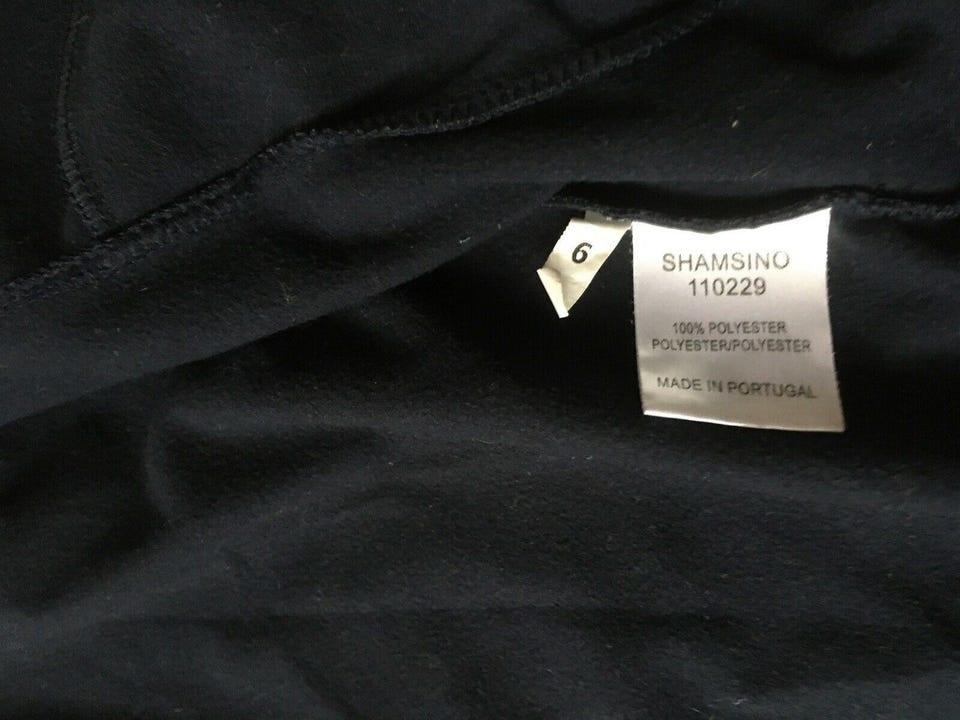 6
SHAMSINO
110229
100% POLYESTER
POLYESTER/POLYESTER
MADE IN PORTUGAL